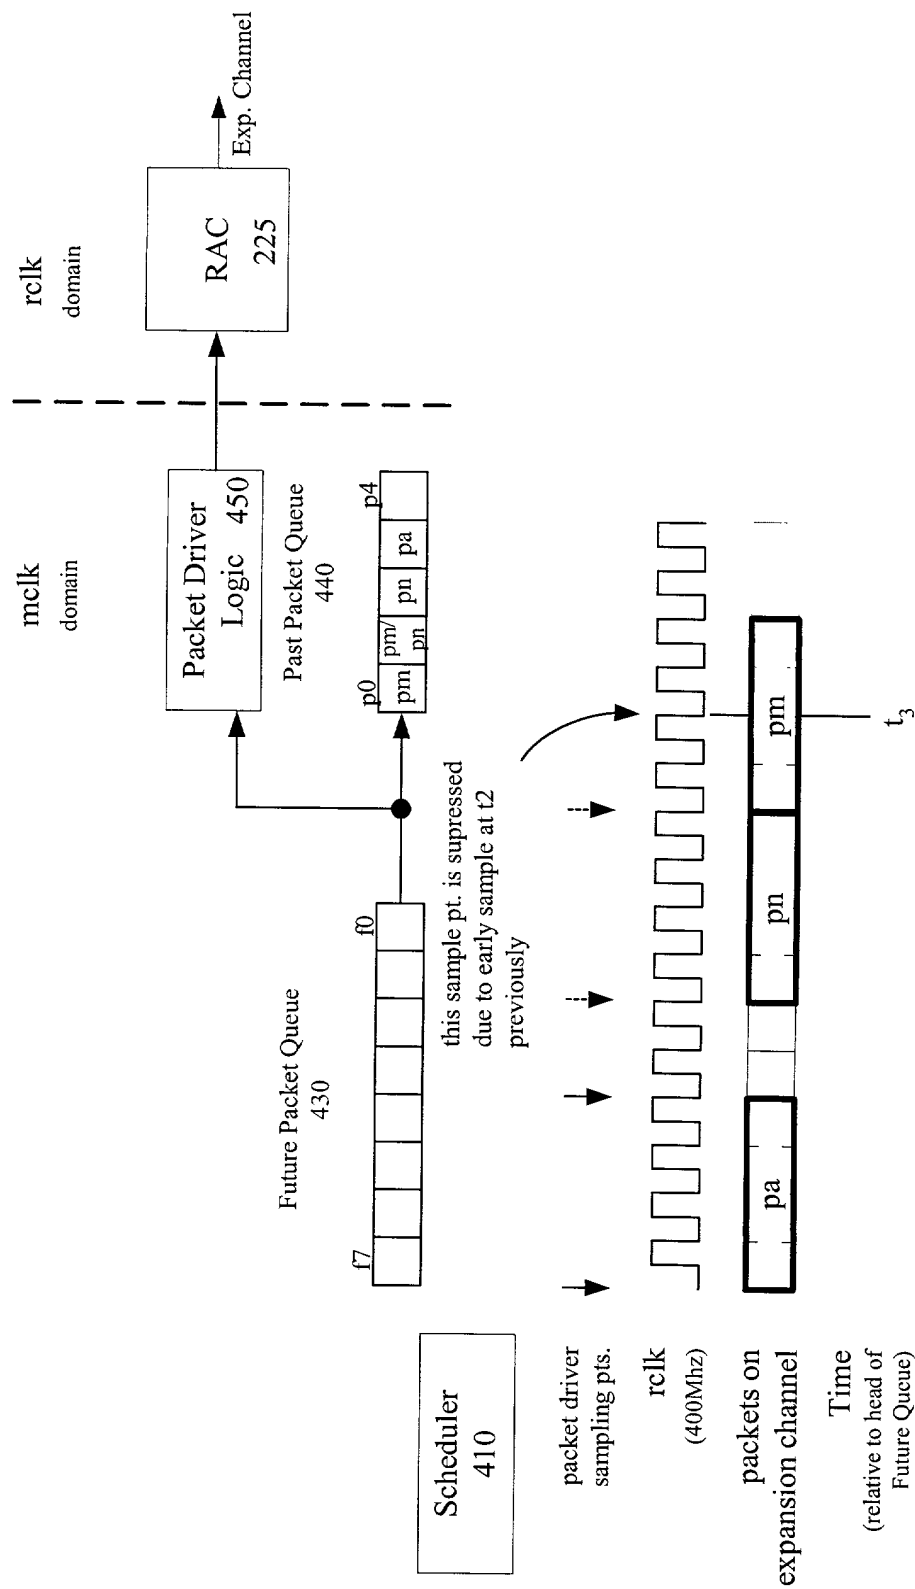 mclk
domain
rclk
domain
Packet Driver
Logic 450
RAC
225
Exp. Channel
Future Packet Queue
430
Past Packet Queue
440
f7
f0
p0
p4
pm
pm/
pn
pn
pa
Scheduler
410
this sample pt. is supressed
due to early sample at t2
previously
packet driver
sampling pts.
rclk
(400Mhz)
packets on
expansion channel
pa
pn
pm
Time
(relative to head of
Future Queue)
t3